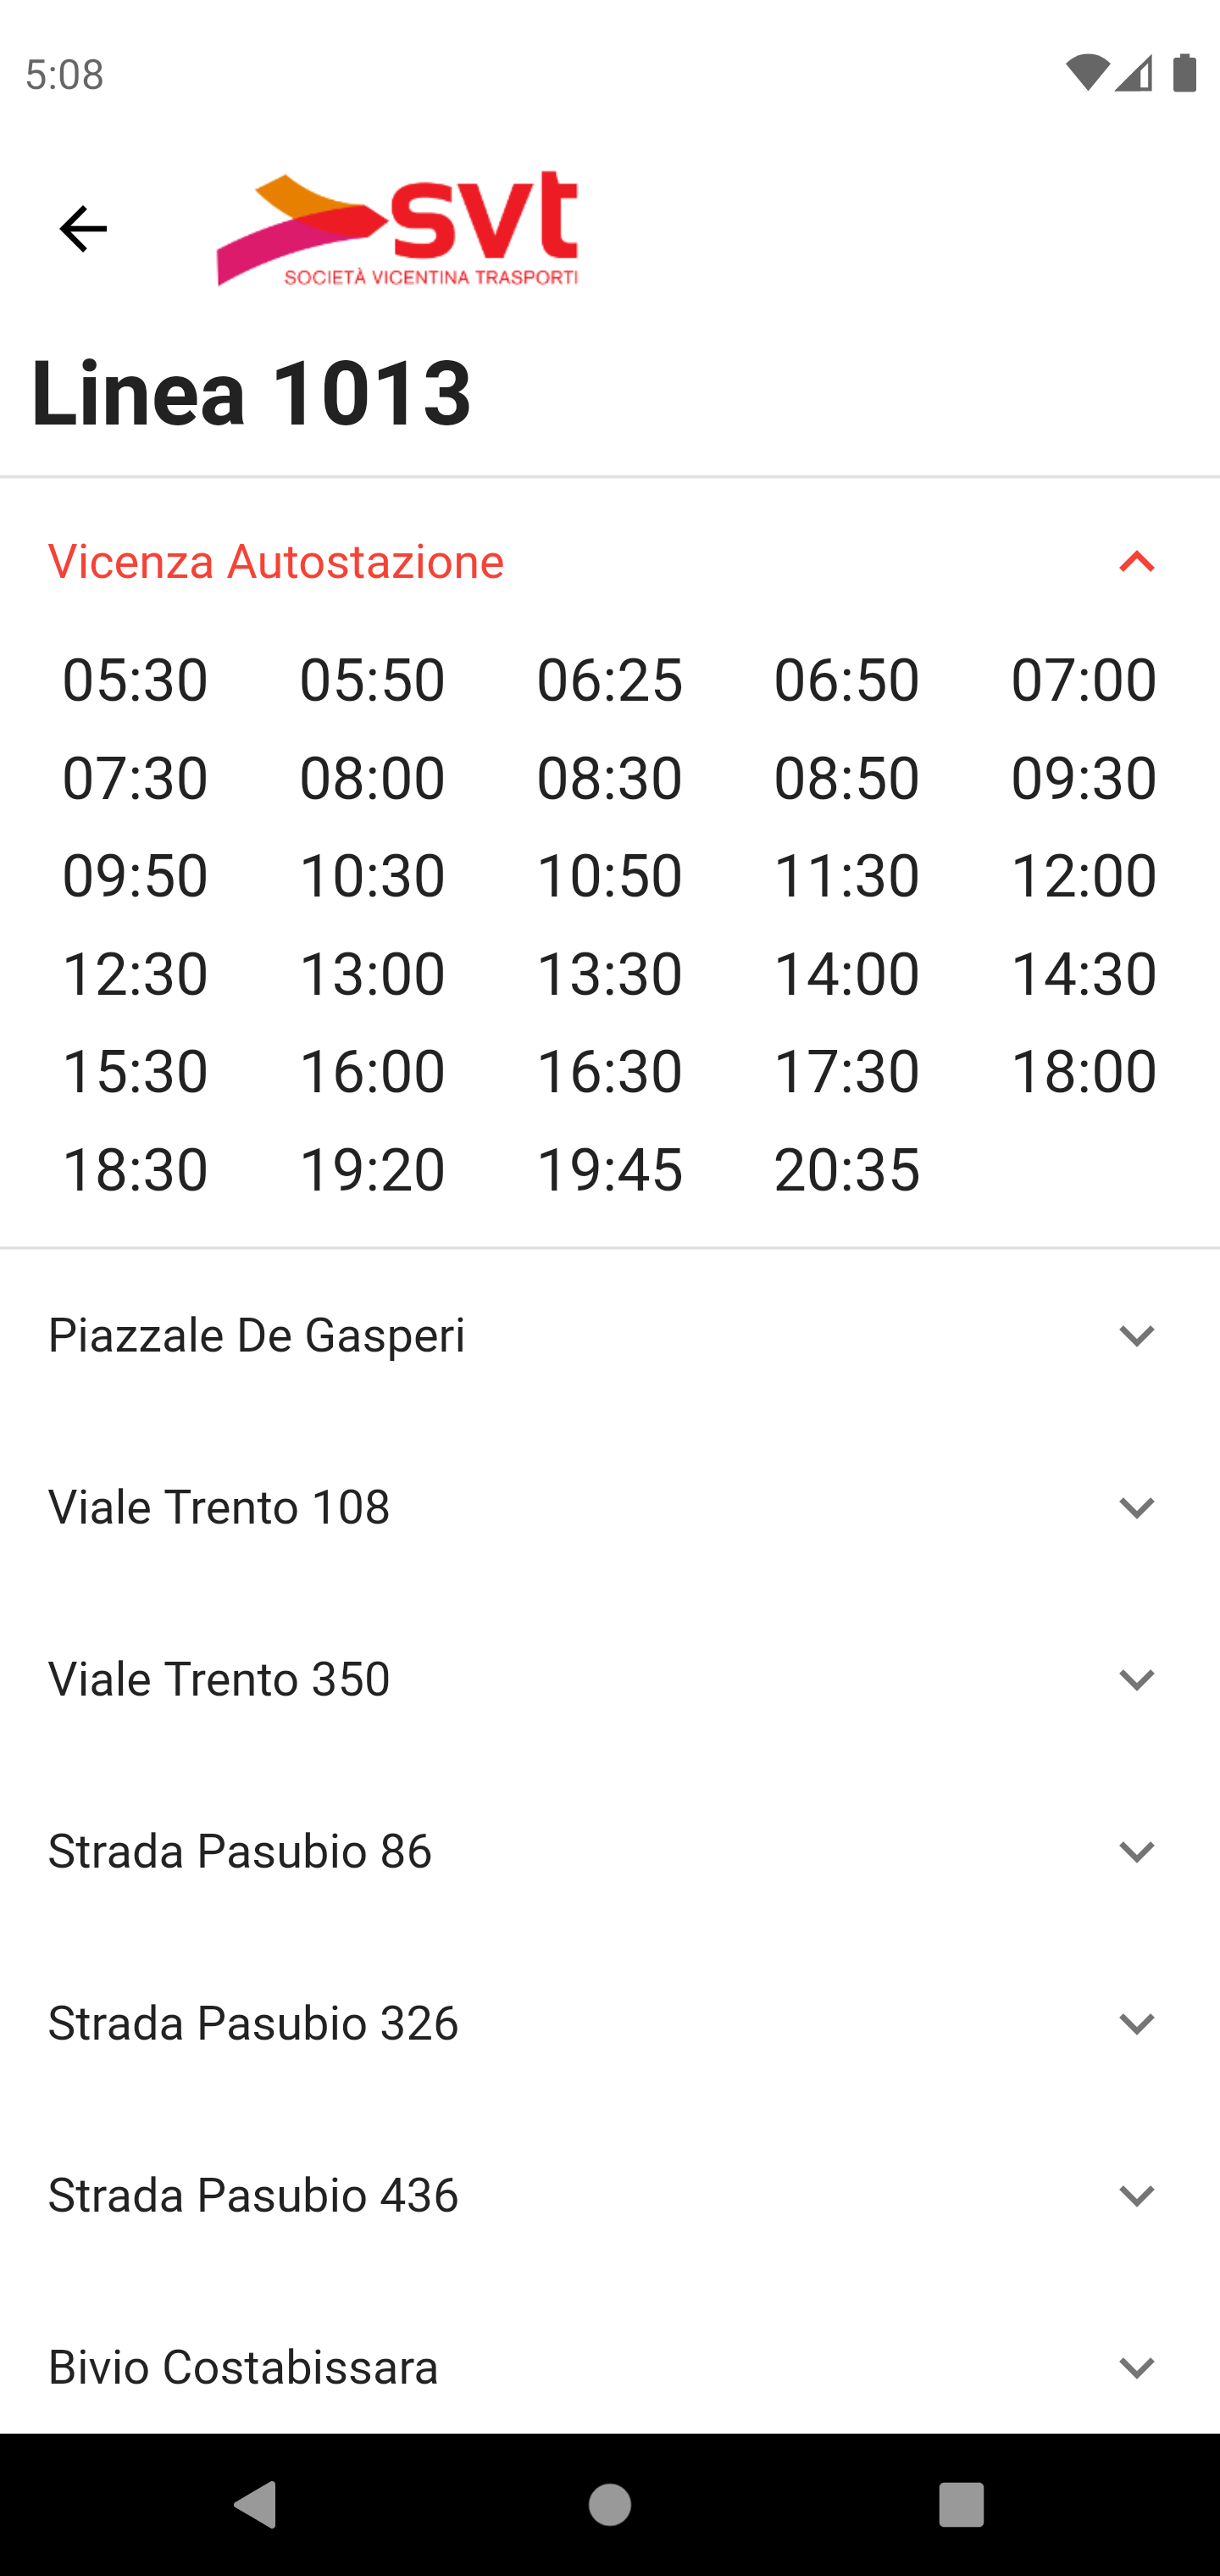 5:08
svt
SOCIETÀ VICENTINA TRASPORTI
Linea 1013
Vicenza Autostazione
05:30 05:50 06:25 06:50 07:00
07:30 08:00 08:30 08:50 09:30
09:50 10:30 10:50 11:30 12:00
12:30 13:00 13:30 14:00 14:30
15:30 16:00 16:30 17:30 18:00
18:30 19:20 19:45 20:35
Piazzale De Gasperi
Viale Trento 108
Viale Trento 350
Strada Pasubio 86
Strada Pasubio 326
Strada Pasubio 436
Bivio Costabissara